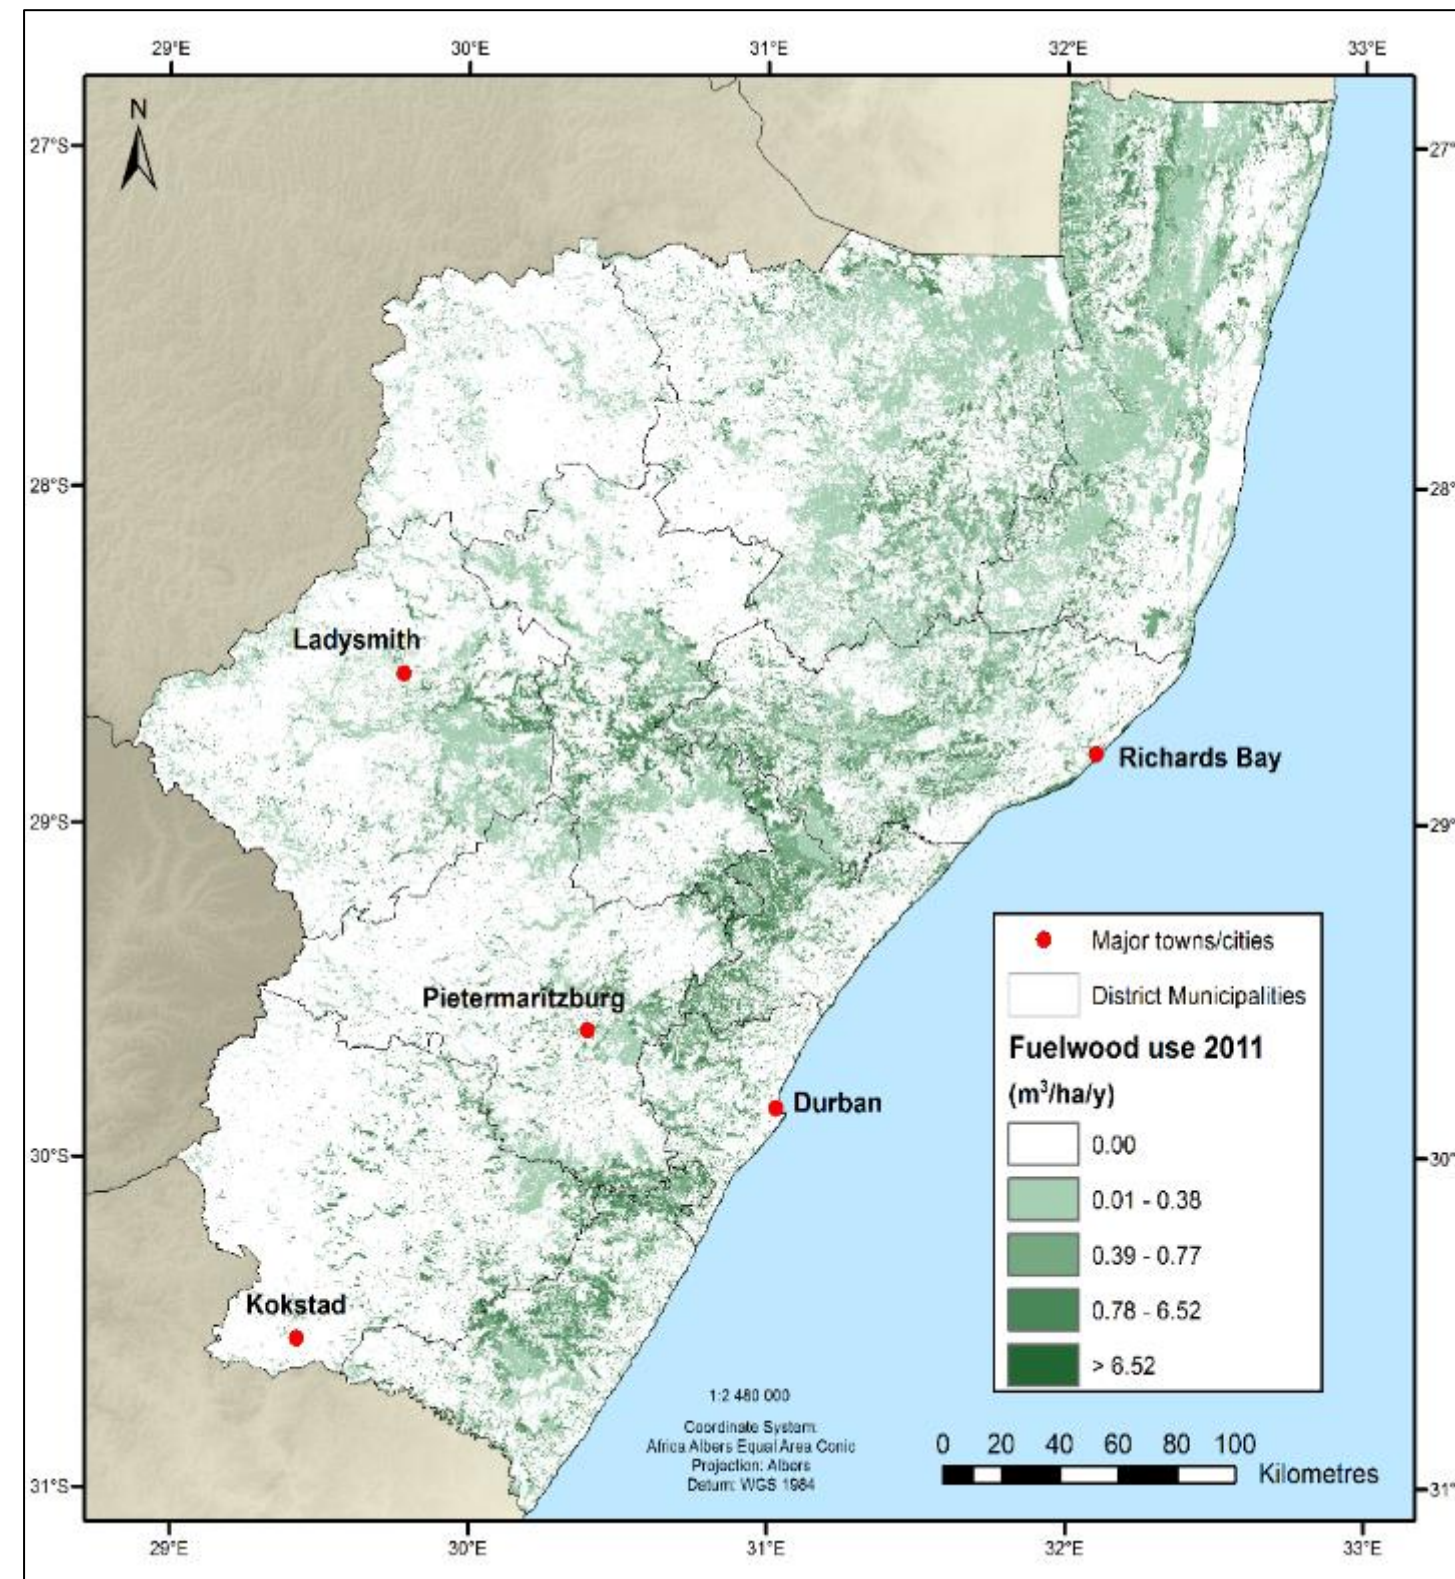 29°E 30°E 31°E 32°E 33°E
N
27°S 27°
28°S 28°
Ladysmith
Richards Bay
29°S 29°
Major towns/cities
District Municipalities
Pietermaritzburg
Fuelwood use 2011
(m³/ha/y)
Durban
0.00
30°S 30°
0.01 - 0.38
0.39 - 0.77
Kokstad
0.78 - 6.52
> 6.52
1:2 480 000
Coordinate System:
Africa Albers Equal Area Conic
Projection: Albers
Datum: WGS 1984
0 20 40 60 80 100
Kilometres
31°S 31°
29°E 30°E 31°E 32°E 33°E